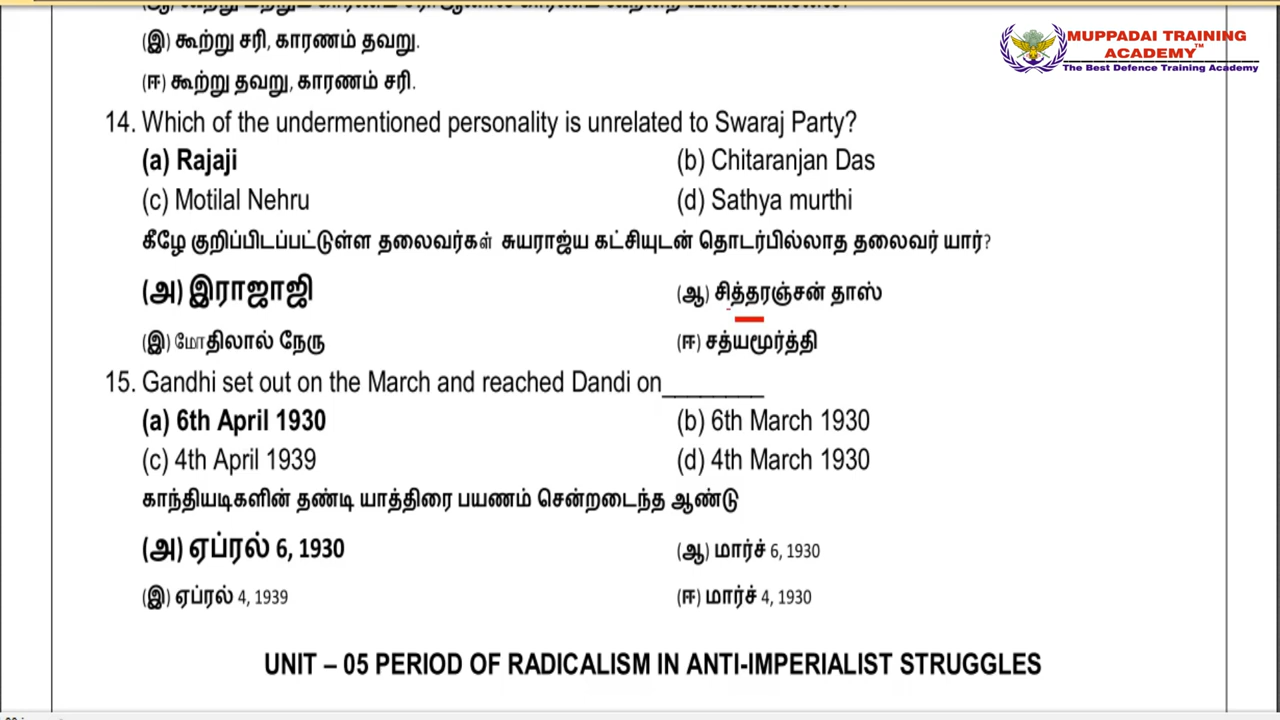 (இ) கூற்று சரி, காரணம் தவறு.
(ஈ) கூற்று தவறு, காரணம் சரி.
MUPPADAI TRAINING
ACADEMY™
The Best Defence Training Academy
14. Which of the undermentioned personality is unrelated to Swaraj Party?
(a) Rajaji (b) Chitaranjan Das
(c) Motilal Nehru (d) Sathya murthi
கீழே குறிப்பிடப்பட்டுள்ள தலைவர்கள் சுயராஜ்ய கட்சியுடன் தொடர்பில்லாத தலைவர் யார்?
(அ) இராஜாஜி (ஆ) சித்தரஞ்சன் தாஸ்
(இ) மோதிலால் நேரு (ஈ) சத்யமூர்த்தி
15. Gandhi set out on the March and reached Dandi on________
(a) 6th April 1930 (b) 6th March 1930
(c) 4th April 1939 (d) 4th March 1930
காந்தியடிகளின் தண்டி யாத்திரை பயணம் சென்றடைந்த ஆண்டு
(அ) ஏப்ரல் 6, 1930 (ஆ) மார்ச் 6, 1930
(இ) ஏப்ரல் 4, 1939 (ஈ) மார்ச் 4, 1930
UNIT – 05 PERIOD OF RADICALISM IN ANTI-IMPERIALIST STRUGGLES